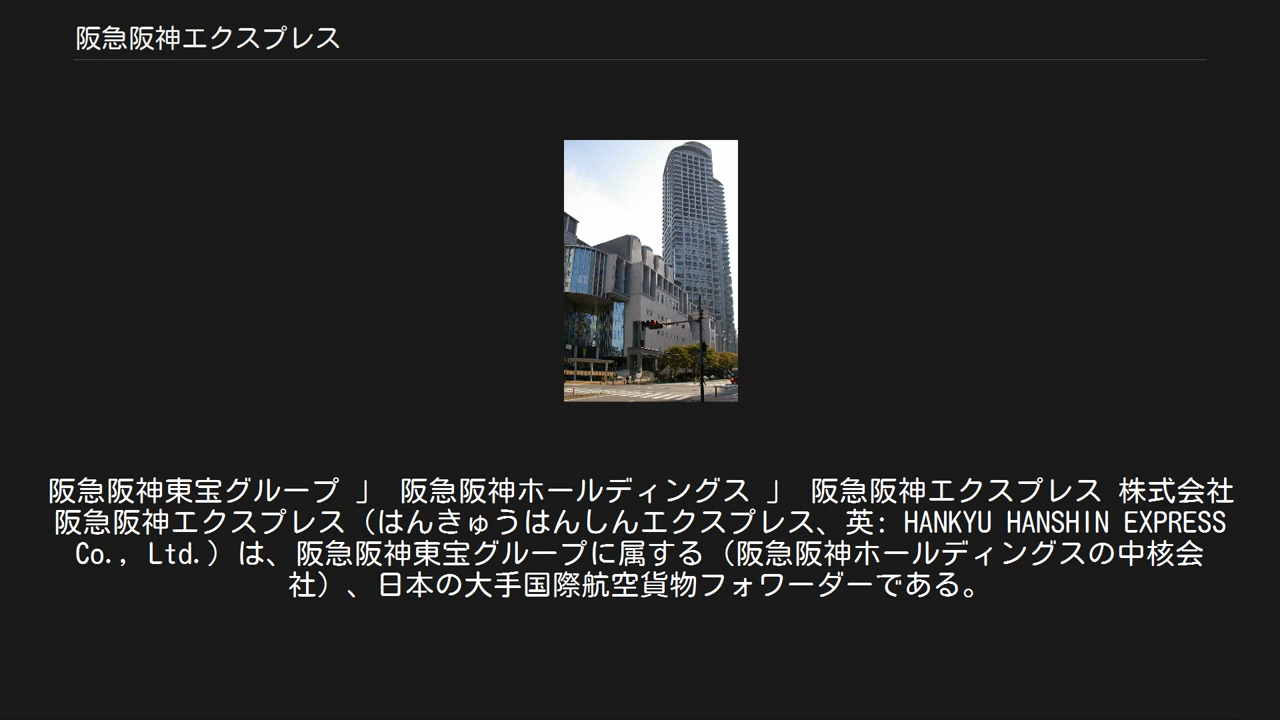 阪急阪神エクスプレス
阪急阪神東宝グループ 」 阪急阪神ホールディングス 」 阪急阪神エクスプレス 株式会社
阪急阪神エクスプレス（はんきゅうはんしんエクスプレス、英: HANKYU HANSHIN EXPRESS
Co., Ltd.）は、阪急阪神東宝グループに属する（阪急阪神ホールディングスの中核会
社）、日本の大手国際航空貨物フォワーダーである。